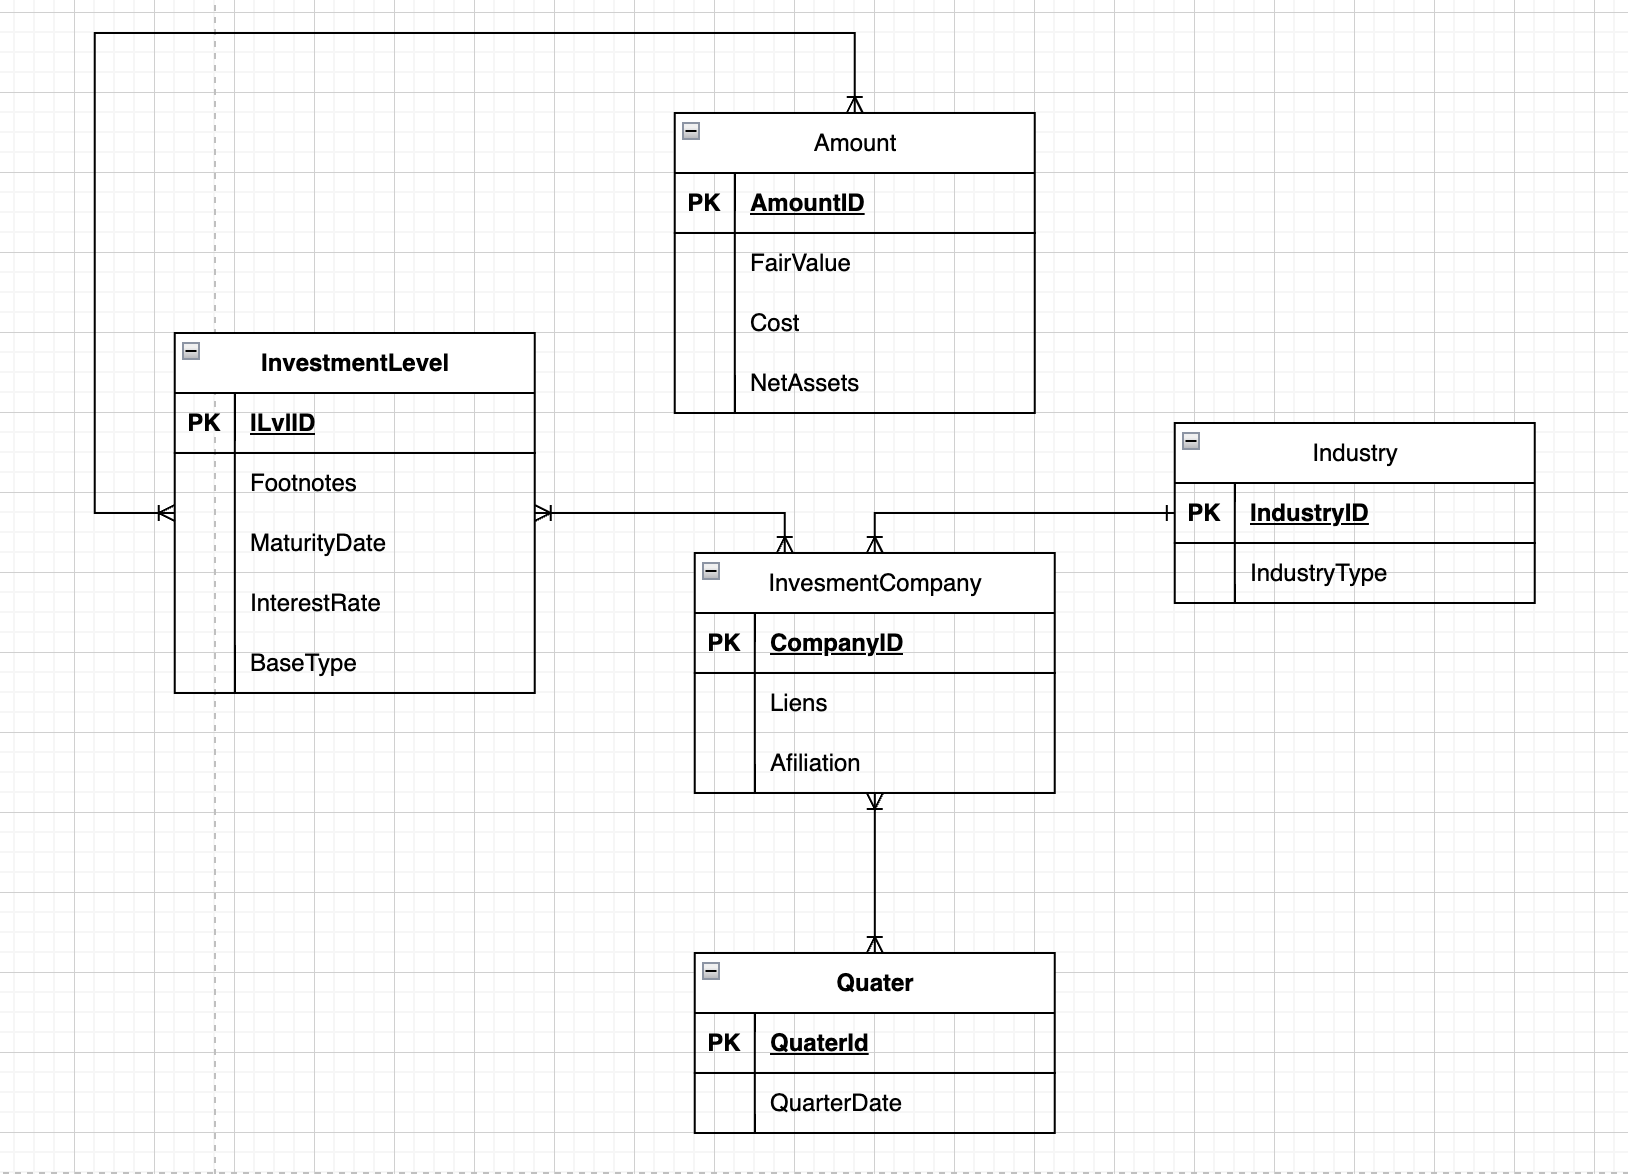 Amount
PK AmountID
FairValue
Cost
NetAssets
InvestmentLevel
PK ILvlID
Footnotes
MaturityDate
InterestRate
BaseType
Industry
PK IndustryID
IndustryType
InvesmentCompany
PK CompanyID
Liens
Afiliation
Quater
PK QuaterId
QuarterDate